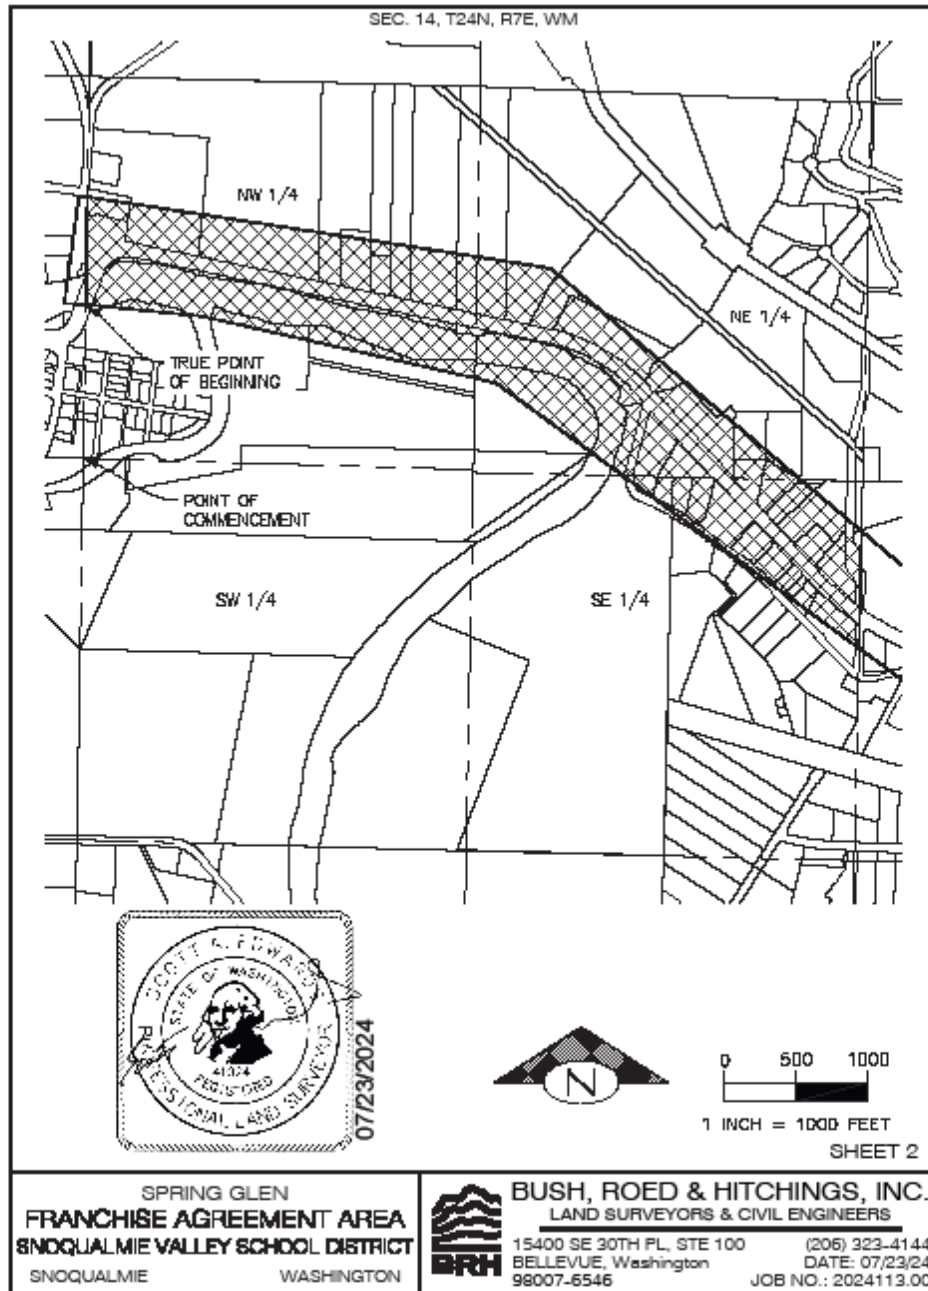 SEC. 14, T24N, R7E, WM
NW 1/4
NE 1/4
TRUE POINT
OF BEGINNING
POINT OF
COMMENCEMENT
SW 1/4
SE 1/4
SCOTT A. EDWARDS
STATE OF WASHINGTON
REGISTERED
PROFESSIONAL LAND SURVEYOR
07/23/2024
N
0 500 1000
1 INCH = 1000 FEET
SHEET 2
SPRING GLEN
FRANCHISE AGREEMENT AREA
SNOQUALMIE VALLEY SCHOOL DISTRICT
SNOQUALMIE WASHINGTON
BRH
BUSH, ROED & HITCHINGS, INC.
LAND SURVEYORS & CIVIL ENGINEERS
15400 SE 30TH PL, STE 100 (206) 323-4144
BELLEVUE, Washington DATE: 07/23/24
98007-6546 JOB NO.: 2024113.00